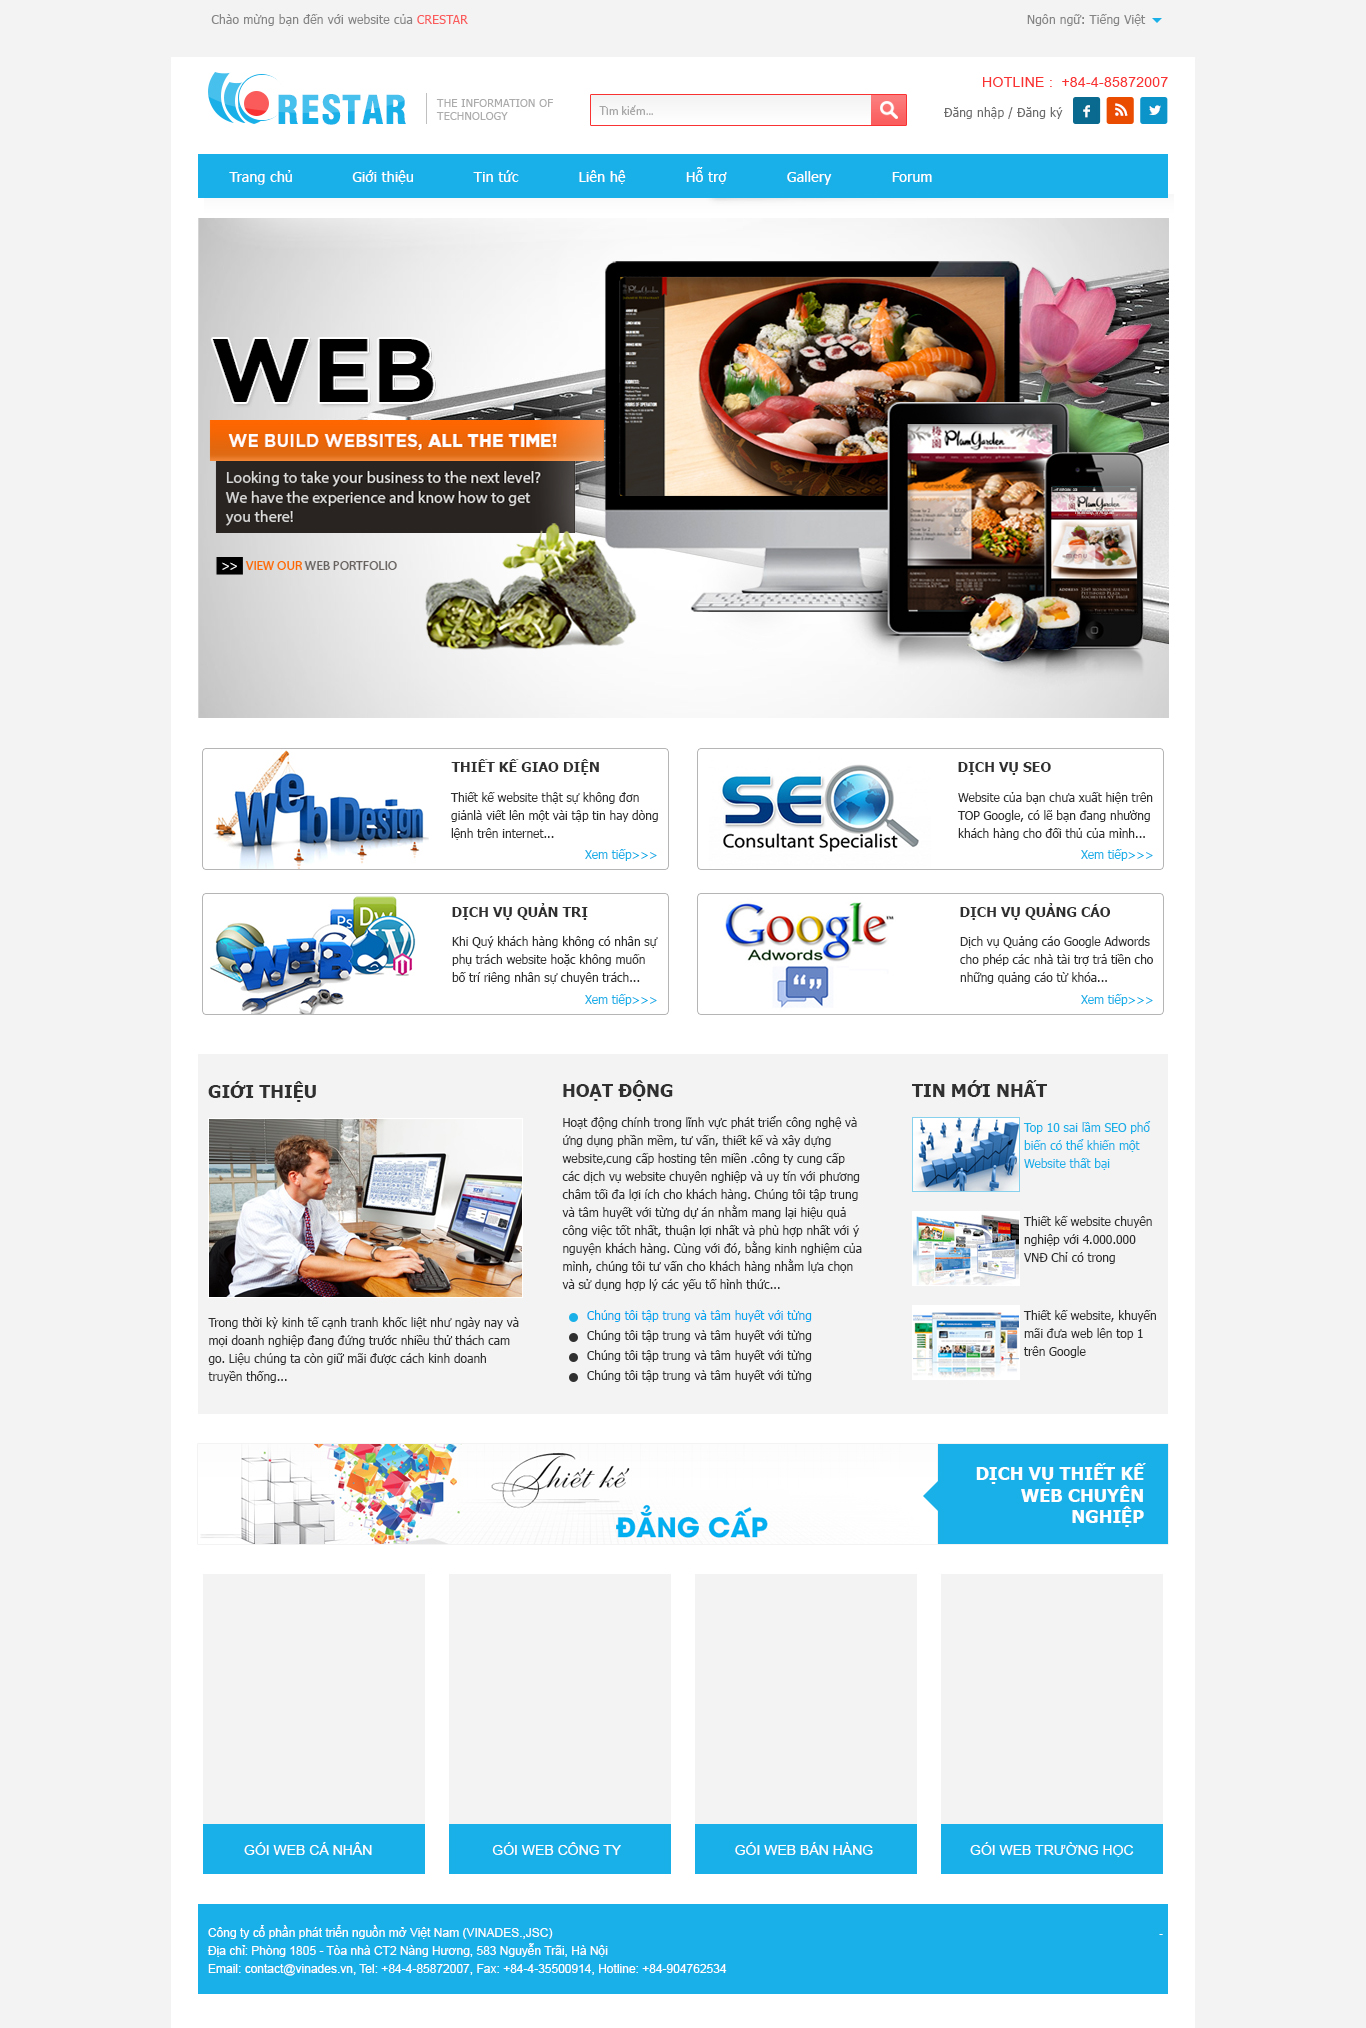 Chào mừng bạn đến với website của CRESTAR
Ngôn ngữ: Tiếng Việt
CRESTAR
THE INFORMATION OF
TECHNOLOGY
Tìm kiếm...
HOTLINE : +84-4-85872007
Đăng nhập / Đăng ký
Trang chủ
Giới thiệu
Tin tức
Liên hệ
Hỗ trợ
Gallery
Forum
WEB
WE BUILD WEBSITES, ALL THE TIME!
Looking to take your business to the next level?
We have the experience and know how to get
you there!
>> VIEW OUR WEB PORTFOLIO
Plum Garden
Plum Garden
Current Specials
Plum Garden
Web Design
THIẾT KẾ GIAO DIỆN
Thiết kế website thật sự không đơn
giảnlà viết lên một vài tập tin hay dòng
lệnh trên internet...
Xem tiếp>>>
SEO
Consultant Specialist
DỊCH VỤ SEO
Website của bạn chưa xuất hiện trên
TOP Google, có lẽ bạn đang nhường
khách hàng cho đối thủ của mình...
Xem tiếp>>>
Ps
Dw
WEB
DỊCH VỤ QUẢN TRỊ
Khi Quý khách hàng không có nhân sự
phụ trách website hoặc không muốn
bố trí riêng nhân sự chuyên trách...
Xem tiếp>>>
Google™
Adwords
DỊCH VỤ QUẢNG CÁO
Dịch vụ Quảng cáo Google Adwords
cho phép các nhà tài trợ trả tiền cho
những quảng cáo từ khóa...
Xem tiếp>>>
GIỚI THIỆU
Trong thời kỳ kinh tế cạnh tranh khốc liệt như ngày nay và
mọi doanh nghiệp đang đứng trước nhiều thử thách cam
go. Liệu chúng ta còn giữ mãi được cách kinh doanh
truyền thống...
HOẠT ĐỘNG
Hoạt động chính trong lĩnh vực phát triển công nghệ và
ứng dụng phần mềm, tư vấn, thiết kế và xây dựng
website,cung cấp hosting tên miền .công ty cung cấp
các dịch vụ website chuyên nghiệp và uy tín với phương
châm tối đa lợi ích cho khách hàng. Chúng tôi tập trung
và tâm huyết với từng dự án nhằm mang lại hiệu quả
công việc tốt nhất, thuận lợi nhất và phù hợp nhất với ý
nguyện khách hàng. Cùng với đó, bằng kinh nghiệm của
mình, chúng tôi tư vấn cho khách hàng nhằm lựa chọn
và sử dụng hợp lý các yếu tố hình thức...
Chúng tôi tập trung và tâm huyết với từng
Chúng tôi tập trung và tâm huyết với từng
Chúng tôi tập trung và tâm huyết với từng
Chúng tôi tập trung và tâm huyết với từng
TIN MỚI NHẤT
Top 10 sai lầm SEO phổ
biến có thể khiến một
Website thất bại
Thiết kế website chuyên
nghiệp với 4.000.000
VNĐ Chỉ có trong
Thiết kế website, khuyến
mãi đưa web lên top 1
trên Google
Thiết kế
ĐẲNG CẤP
DỊCH VỤ THIẾT KẾ
WEB CHUYÊN
NGHIỆP
GÓI WEB CÁ NHÂN
GÓI WEB CÔNG TY
GÓI WEB BÁN HÀNG
GÓI WEB TRƯỜNG HỌC
Công ty cổ phần phát triển nguồn mở Việt Nam (VINADES.,JSC)
-
Địa chỉ: Phòng 1805 - Tòa nhà CT2 Nàng Hương, 583 Nguyễn Trãi, Hà Nội
Email: contact@vinades.vn, Tel: +84-4-85872007, Fax: +84-4-35500914, Hotline: +84-904762534